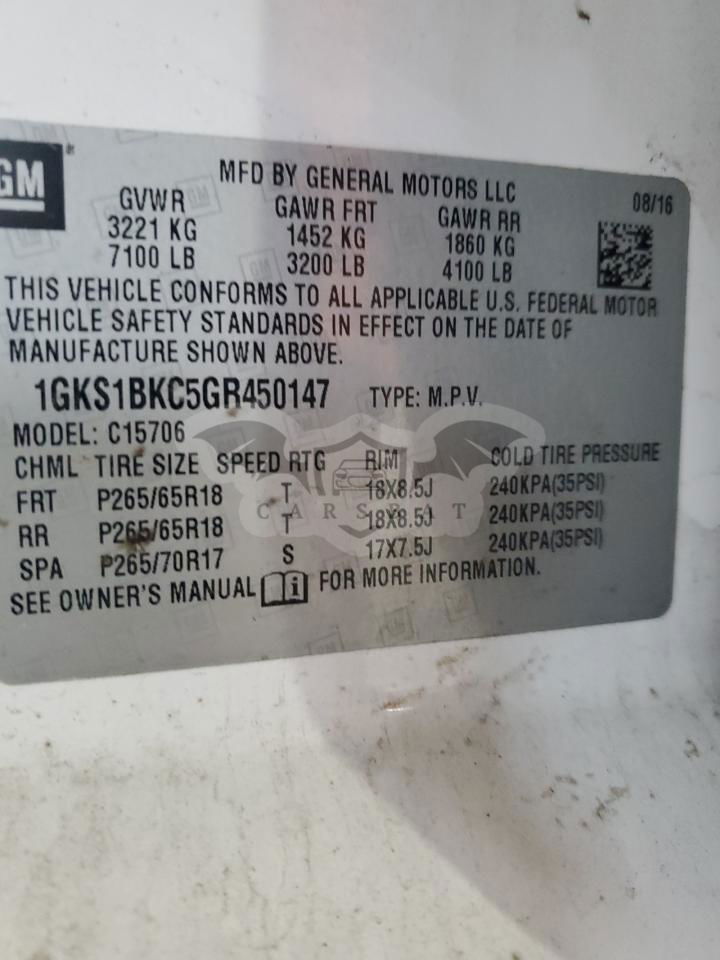 GM
MFD BY GENERAL MOTORS LLC
08/16
GVWR GAWR FRT GAWR RR
3221 KG 1452 KG 1860 KG
7100 LB 3200 LB 4100 LB
THIS VEHICLE CONFORMS TO ALL APPLICABLE U.S. FEDERAL MOTOR
VEHICLE SAFETY STANDARDS IN EFFECT ON THE DATE OF
MANUFACTURE SHOWN ABOVE.
1GKS1BKC5GR450147 TYPE: M.P.V.
MODEL: C15706
CHML TIRE SIZE SPEED RTG RIM COLD TIRE PRESSURE
FRT P265/65R18 T 18X8.5J 240KPA(35PSI)
RR P265/65R18 T 18X8.5J 240KPA(35PSI)
SPA P265/70R17 S 17X7.5J 240KPA(35PSI)
SEE OWNER'S MANUAL FOR MORE INFORMATION.
CARSBAT